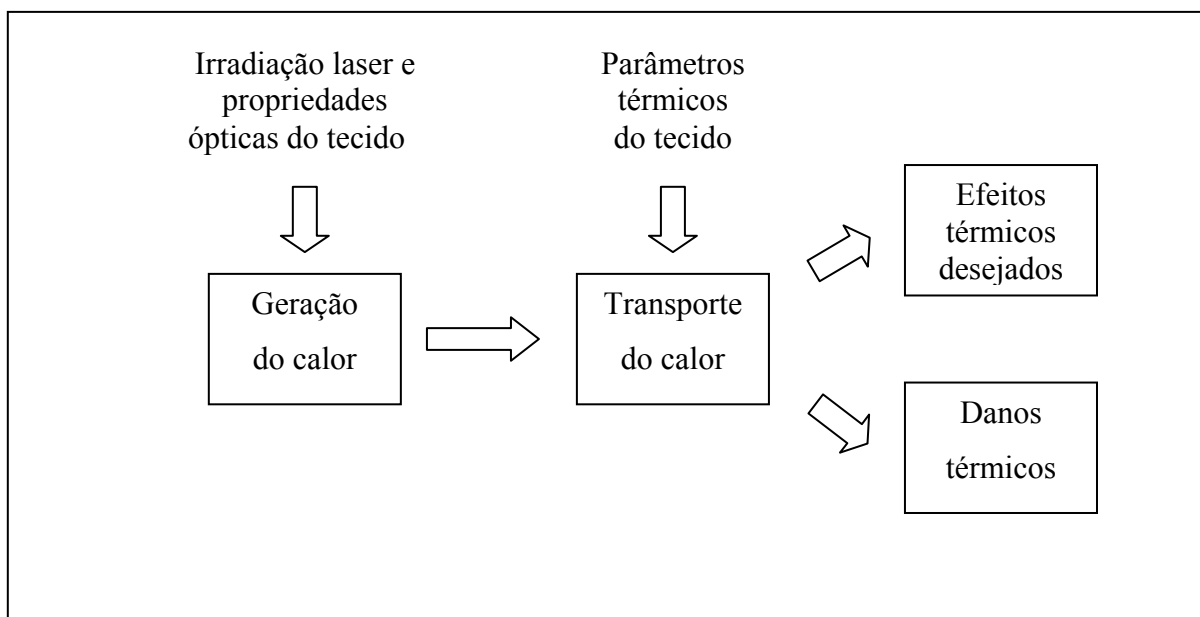 Irradiação laser e
propriedades
ópticas do tecido
Parâmetros
térmicos
do tecido
Geração
do calor
Transporte
do calor
Efeitos
térmicos
desejados
Danos
térmicos